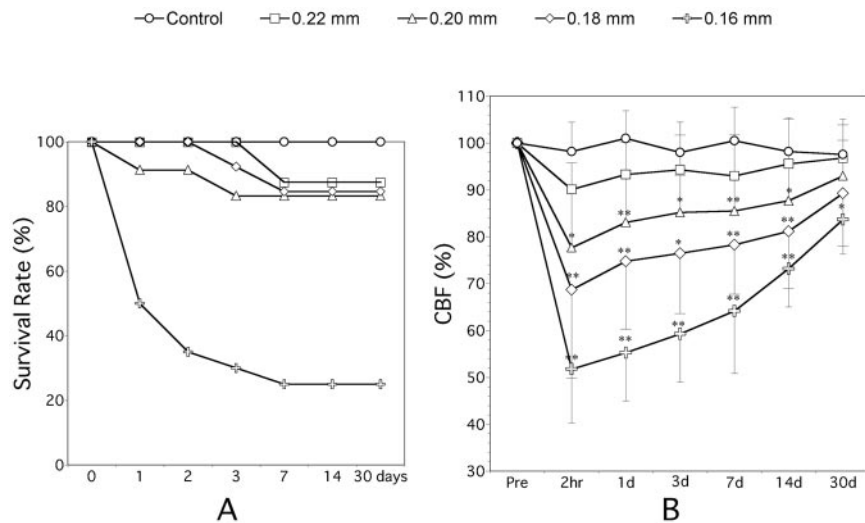 Control 0.22 mm 0.20 mm 0.18 mm 0.16 mm
Survival Rate (%)
100
80
60
40
20
0
0 1 2 3 7 14 30 days
A
CBF (%)
110
100
90
80
70
60
50
40
30
* ** * ** *
** ** * ** **
** ** ** ** ** *
Pre 2hr 1d 3d 7d 14d 30d
B